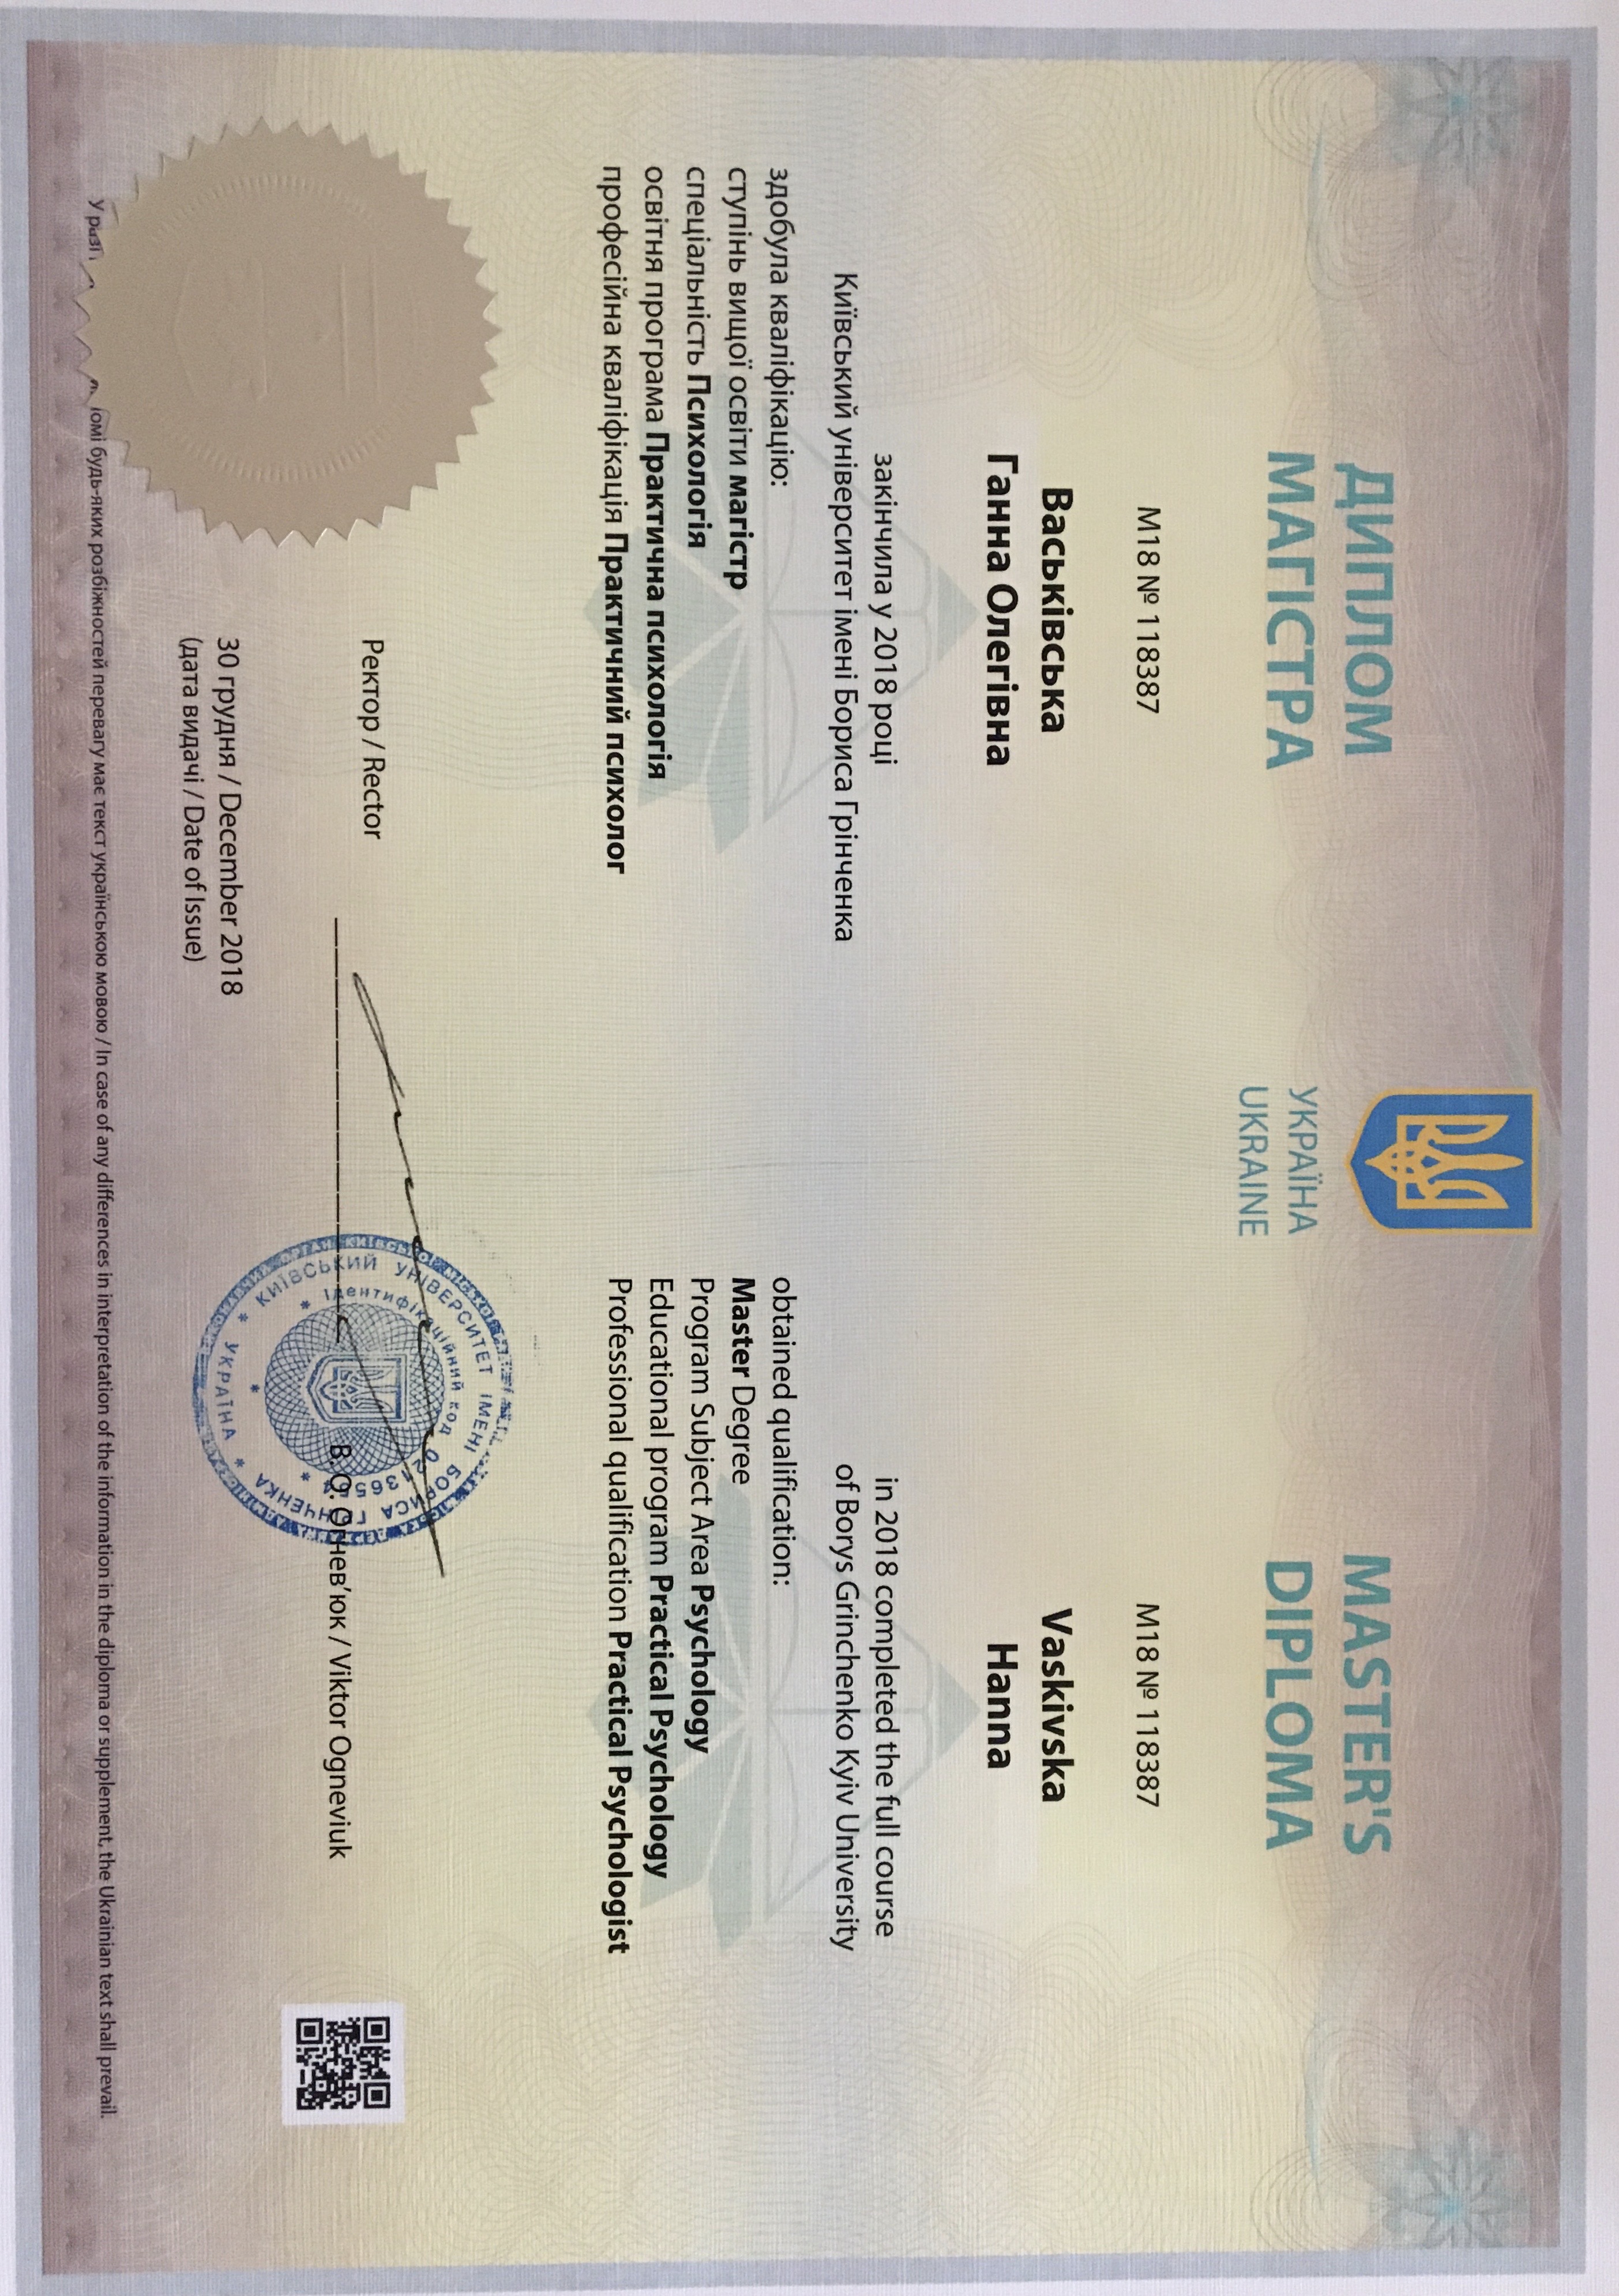 УКРАЇНА
UKRAINE
ДИПЛОМ
МАГІСТРА
М18 № 118387
Васьківська
Ганна Олегівна
закінчила у 2018 році
Київський університет імені Бориса Грінченка
здобула кваліфікацію:
ступінь вищої освіти магістр
спеціальність Психологія
освітня програма Практична психологія
професійна кваліфікація Практичний психолог
MASTER'S
DIPLOMA
M18 № 118387
Vaskivska
Hanna
in 2018 completed the full course
of Borys Grinchenko Kyiv University
obtained qualification:
Master Degree
Program Subject Area Psychology
Educational program Practical Psychology
Professional qualification Practical Psychologist
Ректор / Rector
В. О. Огнев’юк / Viktor Ogneviuk
КИЇВСЬКИЙ УНІВЕРСИТЕТ ІМЕНІ БОРИСА ГРІНЧЕНКА
* УКРАЇНА *
Ідентифікаційний код 02136554
30 грудня / December 2018
(дата видачі / Date of Issue)
У разі будь-яких розбіжностей перевагу має текст українською мовою / In case of any differences in interpretation of the information in the diploma or supplement, the Ukrainian text shall prevail.